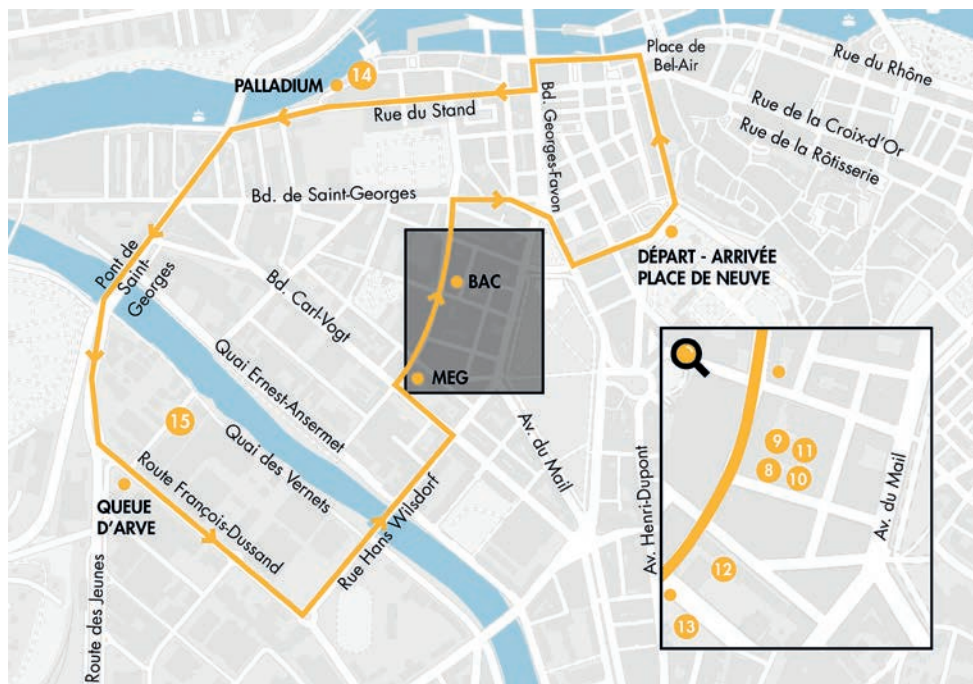 Place de
Bel-Air
Rue du Rhône
PALLADIUM
14
Rue du Stand
Bd. Georges-Favon
Rue de la Croix-d'Or
Rue de la Rôtisserie
Bd. de Saint-Georges
DÉPART - ARRIVÉE
PLACE DE NEUVE
Pont de
Saint-
Georges
Bd. Carl-Vogt
BAC
MEG
Quai Ernest-Ansermet
Quai des Vernets
Av. du Mail
15
Route François-Dussand
QUEUE
D'ARVE
Rue Hans Wilsdorf
Route des Jeunes
Av. Henri-Dupont
Av. du Mail
9
11
8
10
12
13